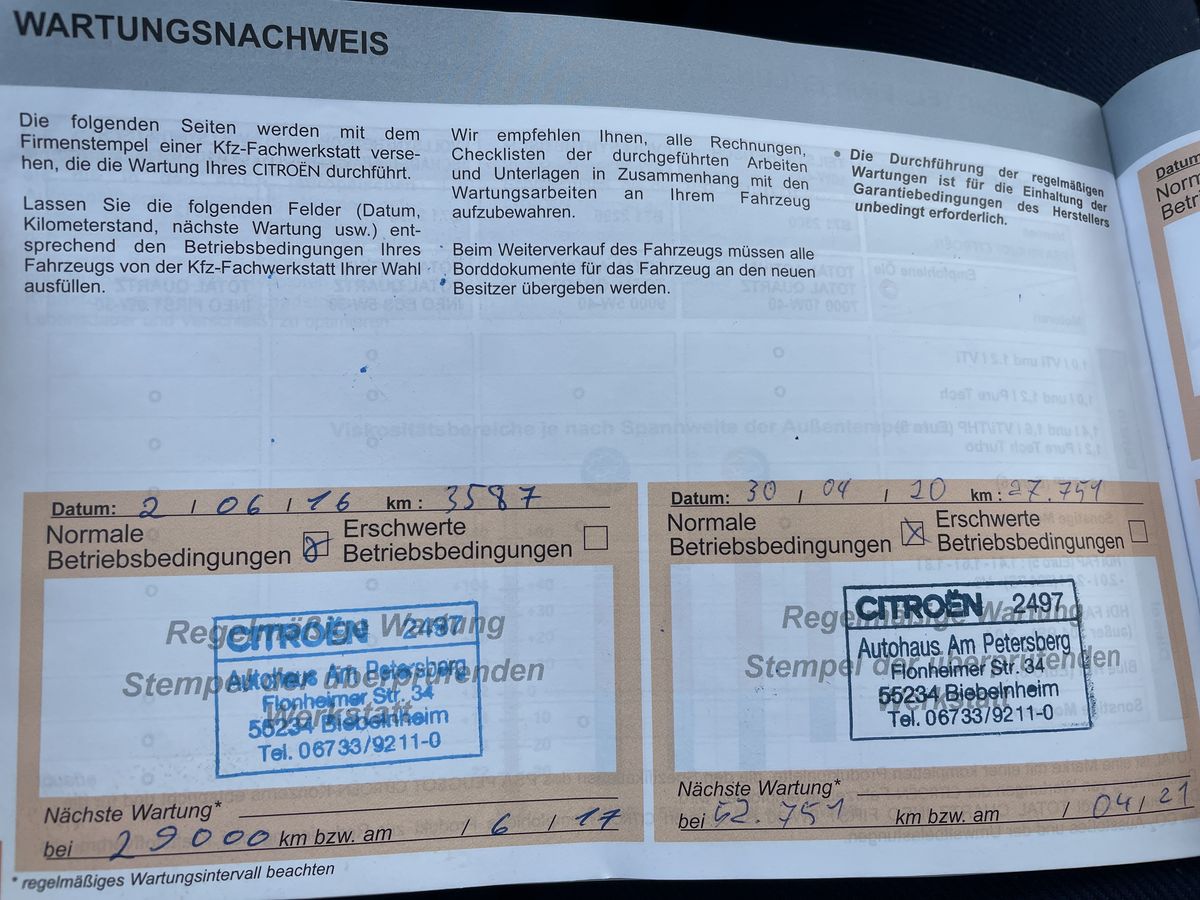 WARTUNGSNACHWEIS
Die folgenden Seiten werden mit dem
Firmenstempel einer Kfz-Fachwerkstatt verse-
hen, die die Wartung Ihres CITROËN durchführt.
Lassen Sie die folgenden Felder (Datum,
Kilometerstand, nächste Wartung usw.) ent-
sprechend den Betriebsbedingungen Ihres
Fahrzeugs von der Kfz-Fachwerkstatt Ihrer Wahl
ausfüllen.
Wir empfehlen Ihnen, alle Rechnungen,
Checklisten der durchgeführten Arbeiten
und Unterlagen in Zusammenhang mit den
Wartungsarbeiten an Ihrem Fahrzeug
aufzubewahren.
Beim Weiterverkauf des Fahrzeugs müssen alle
Borddokumente für das Fahrzeug an den neuen
Besitzer übergeben werden.
• Die Durchführung der regelmäßigen
Wartungen ist für die Einhaltung der
Garantiebedingungen des Herstellers
unbedingt erforderlich.
Datum: 2 / 06 / 16 km : 3587
Normale
Betriebsbedingungen
Erschwerte
Betriebsbedingungen
Regelmäßige Wartung
Stempel der überprüfenden
Werkstatt
CITROËN 2497
Autohaus Am Petersberg
Flonheimer Str. 34
55234 Biebelnheim
Tel. 06733/9211-0
Nächste Wartung*
bei 29000 km bzw. am / 6 / 17
* regelmäßiges Wartungsintervall beachten
Datum: 30 / 04 / 20 km : 27.751
Normale
Betriebsbedingungen
Erschwerte
Betriebsbedingungen
Regelmäßige Wartung
Stempel der überprüfenden
Werkstatt
CITROËN 2497
Autohaus Am Petersberg
Flonheimer Str. 34
55234 Biebelnheim
Tel. 06733/9211-0
Nächste Wartung*
bei 52.751 km bzw. am / 04 / 21
Datum